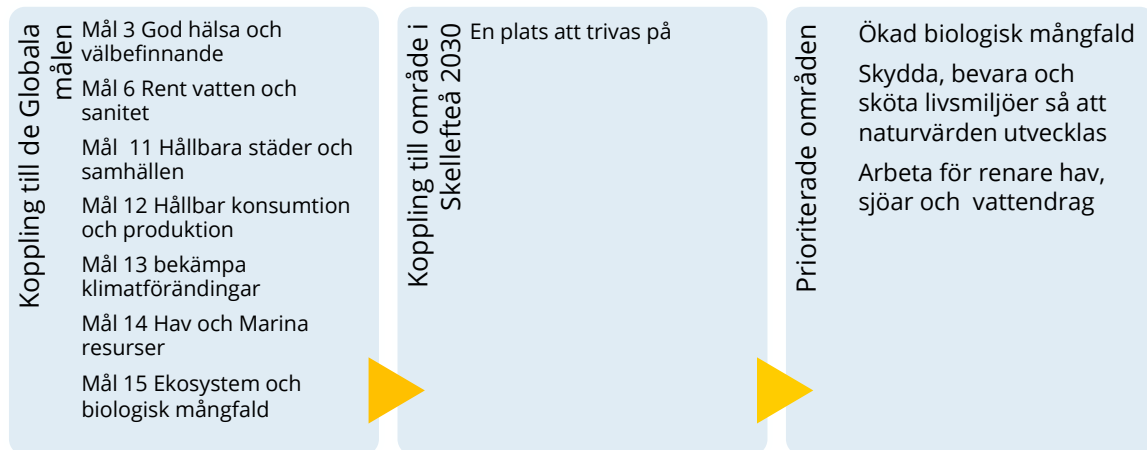 Koppling till de Globala
målen
Mål 3 God hälsa och
välbefinnande
Mål 6 Rent vatten och
sanitet
Mål  11 Hållbara städer och
samhällen
Mål 12 Hållbar konsumtion
och produktion
Mål 13 bekämpa
klimatförändingar
Mål 14 Hav och Marina
resurser
Mål 15 Ekosystem och
biologisk mångfald
Koppling till område i
Skellefteå 2030
En plats att trivas på
Prioriterade områden
Ökad biologisk mångfald
Skydda, bevara och
sköta livsmiljöer så att
naturvärden utvecklas
Arbeta för renare hav,
sjöar och  vattendrag